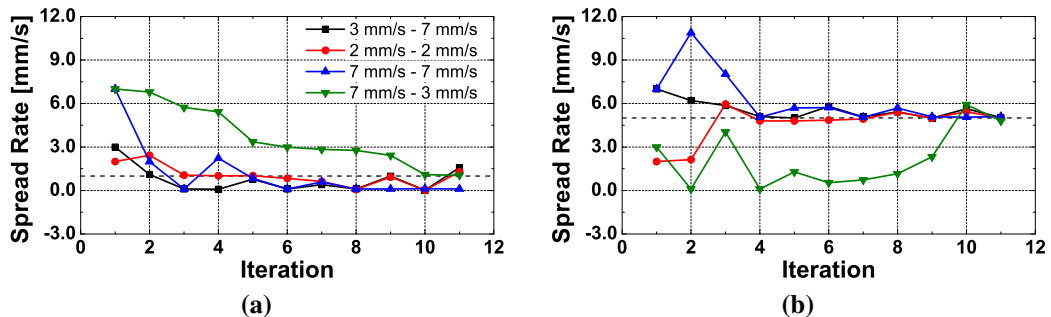 Spread Rate [mm/s]
12.0
9.0
6.0
3.0
0.0
-3.0
3 mm/s - 7 mm/s
2 mm/s - 2 mm/s
7 mm/s - 7 mm/s
7 mm/s - 3 mm/s
0 2 4 6 8 10 12
Iteration
(a)
Spread Rate [mm/s]
12.0
9.0
6.0
3.0
0.0
-3.0
0 2 4 6 8 10 12
Iteration
(b)